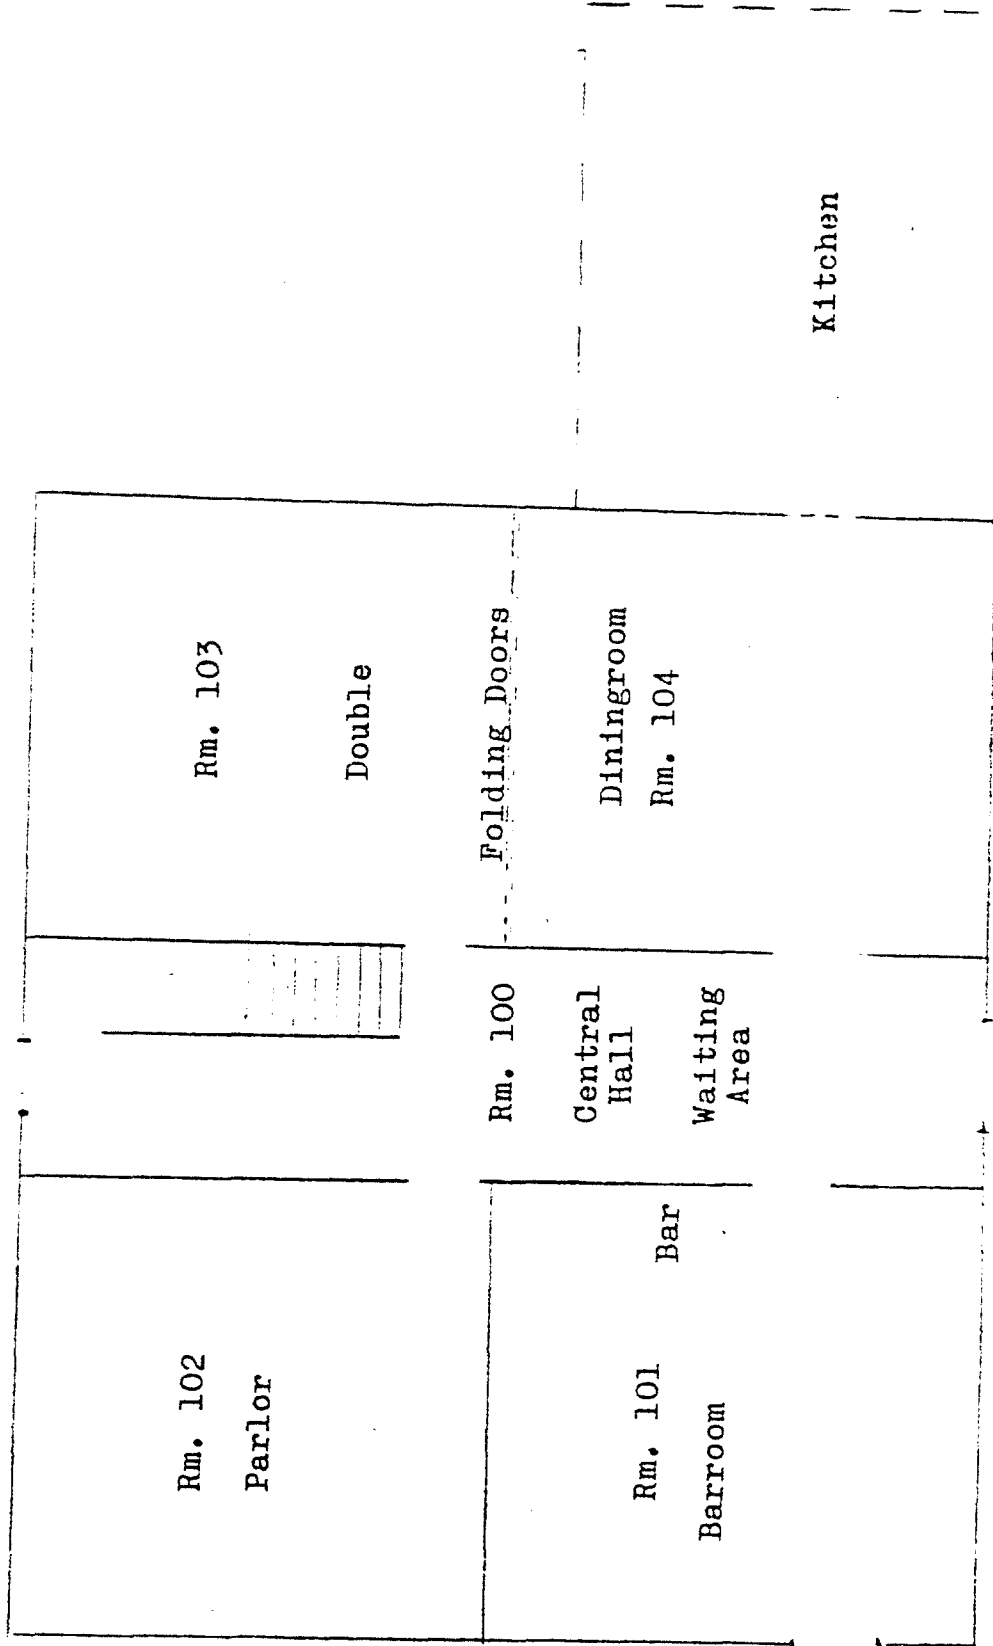 Rm. 102
Parlor
Rm. 103
Double
Folding Doors
Rm. 100
Central
Hall
Waiting
Area
Rm. 101
Bar
Barroom
Diningroom
Rm. 104
Kitchen